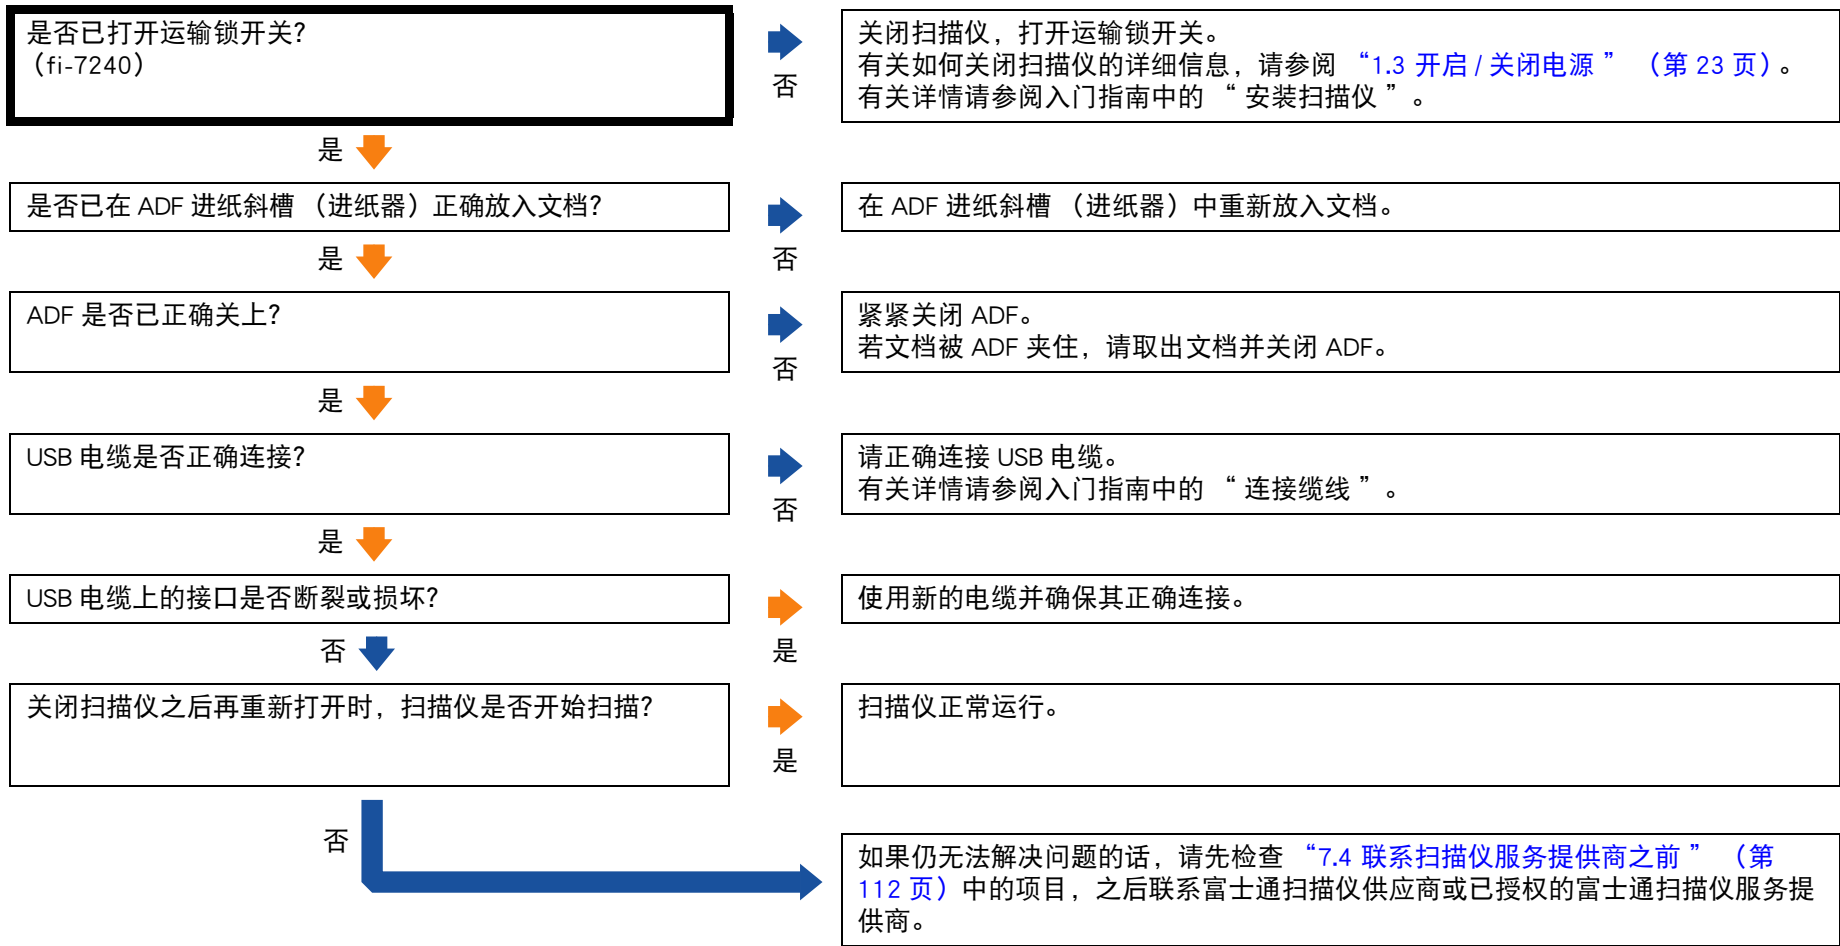 是否已打开运输锁开关?
（fi-7240）
否
关闭扫描仪，打开运输锁开关。
有关如何关闭扫描仪的详细信息，请参阅 “1.3 开启 / 关闭电源 ” （第 23 页）。
有关详情请参阅入门指南中的 “ 安装扫描仪 ”。
是
是否已在 ADF 进纸斜槽 （进纸器）正确放入文档?
否
在 ADF 进纸斜槽 （进纸器）中重新放入文档。
是
ADF 是否已正确关上?
否
紧紧关闭 ADF。
若文档被 ADF 夹住，请取出文档并关闭 ADF。
是
USB 电缆是否正确连接?
否
请正确连接 USB 电缆。
有关详情请参阅入门指南中的 “ 连接缆线 ”。
是
USB 电缆上的接口是否断裂或损坏?
是
使用新的电缆并确保其正确连接。
否
关闭扫描仪之后再重新打开时，扫描仪是否开始扫描?
是
扫描仪正常运行。
否
如果仍无法解决问题的话，请先检查 “7.4 联系扫描仪服务提供商之前 ” （第
112 页）中的项目，之后联系富士通扫描仪供应商或已授权的富士通扫描仪服务提
供商。